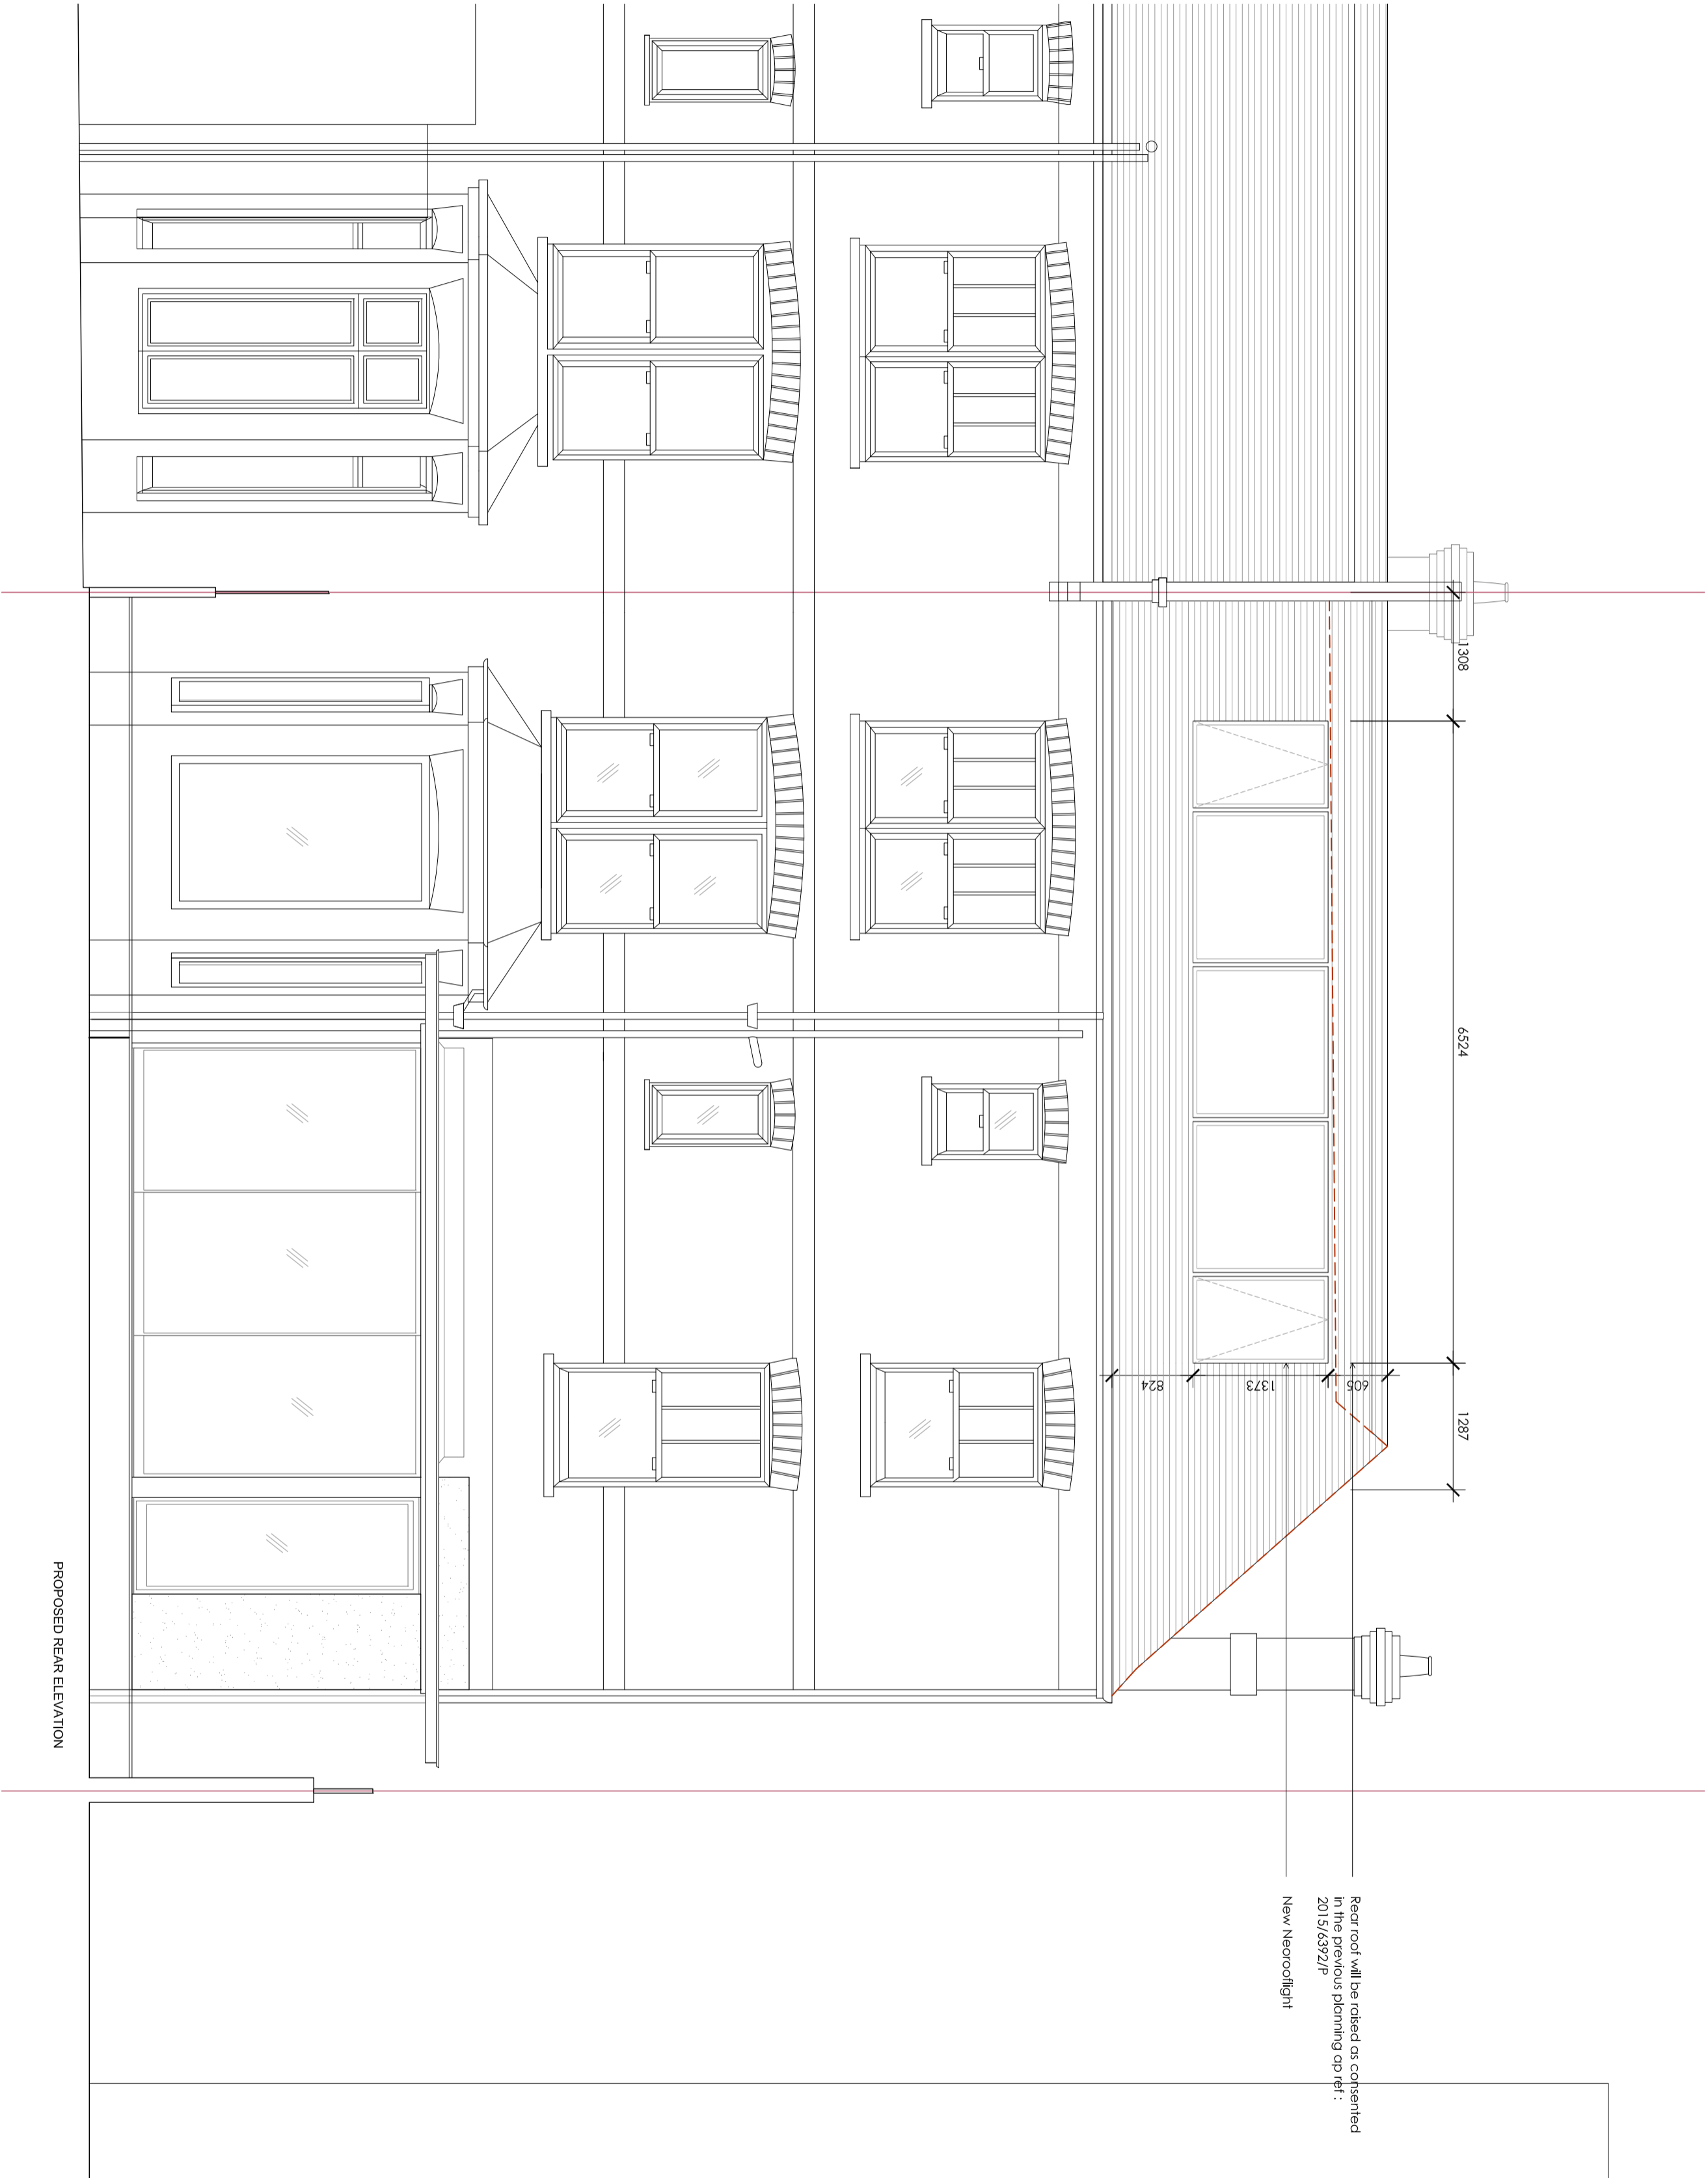 1308
6524
1287
605
1373
824
Rear roof will be raised as consented
in the previous planning ap ref :
2015/6392/P
New Neorooflight
PROPOSED REAR ELEVATION